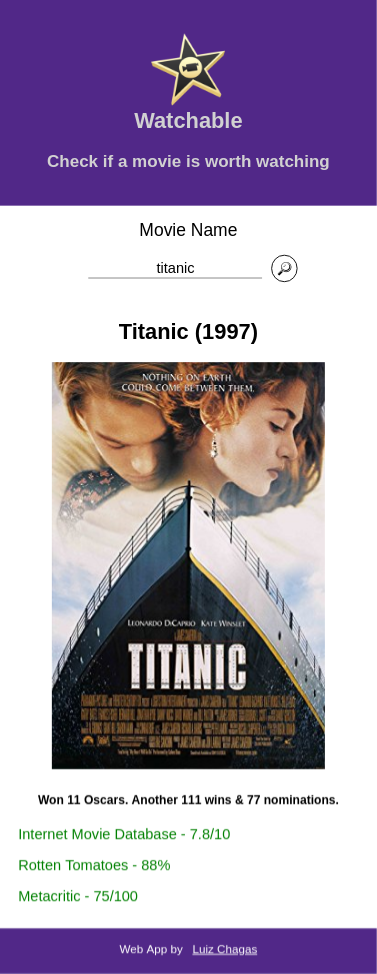 Watchable
Check if a movie is worth watching
Movie Name
titanic
Titanic (1997)
NOTHING ON EARTH
COULD COME BETWEEN THEM.
LEONARDO DICAPRIO KATE WINSLET
TITANIC
Won 11 Oscars. Another 111 wins & 77 nominations.
Internet Movie Database - 7.8/10
Rotten Tomatoes - 88%
Metacritic - 75/100
Web App by Luiz Chagas